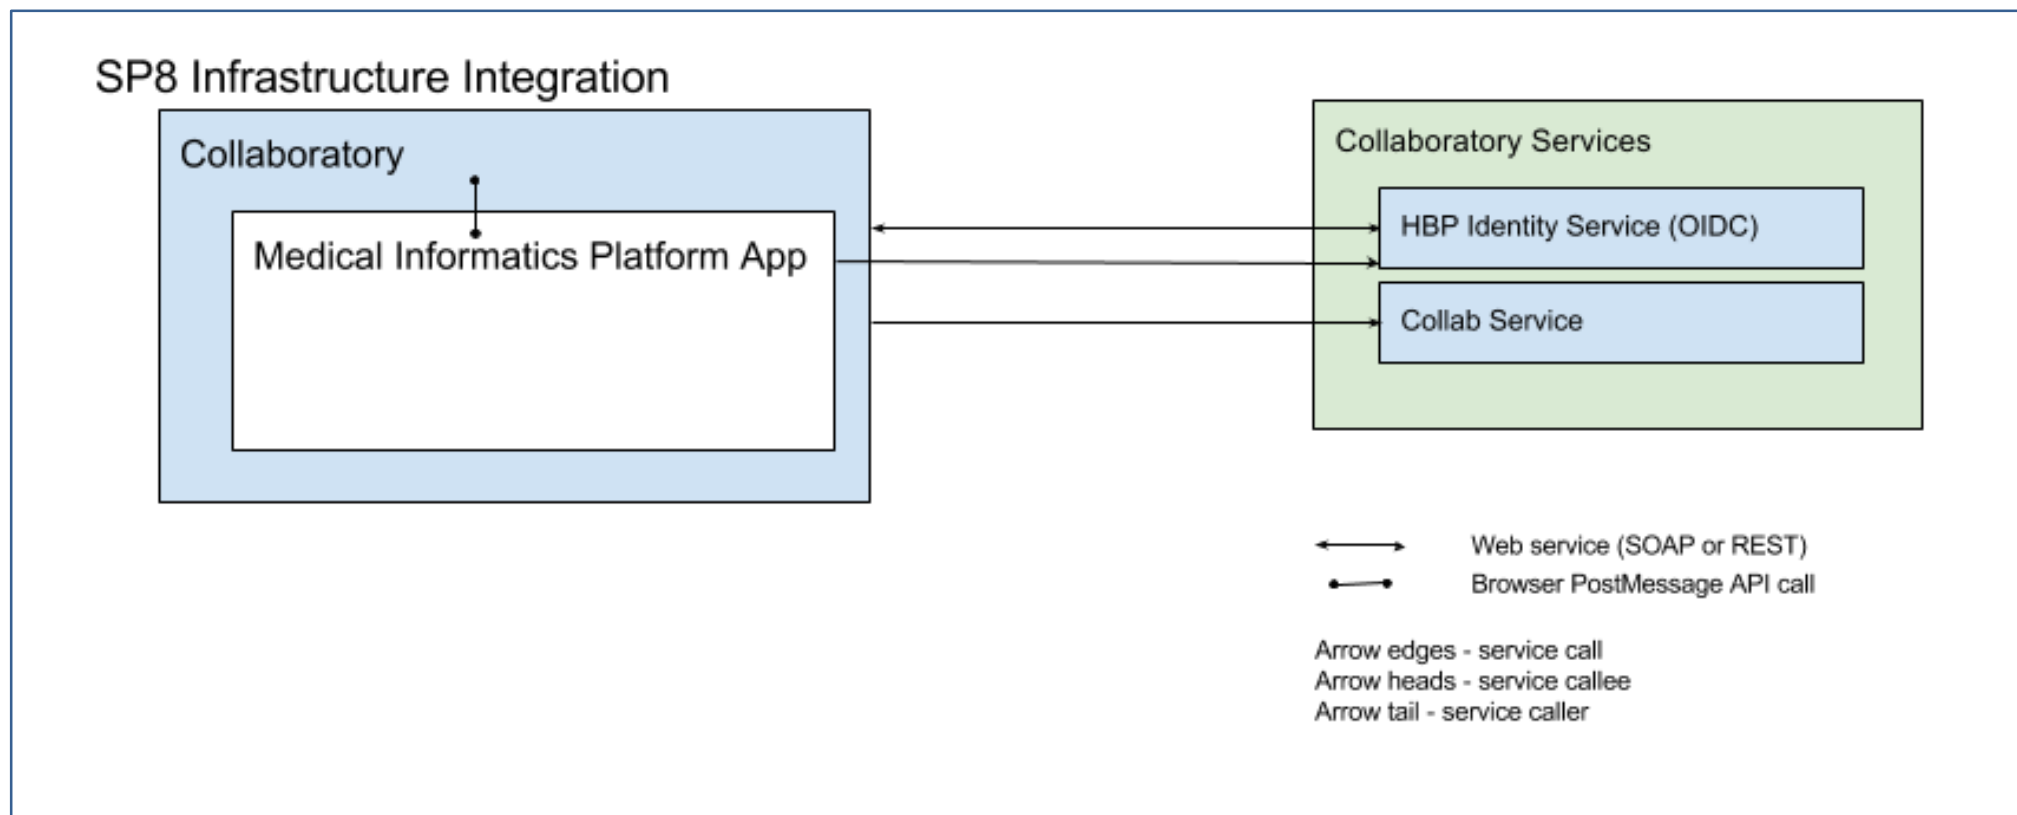 SP8 Infrastructure Integration
Collaboratory
Medical Informatics Platform App
Collaboratory Services
HBP Identity Service (OIDC)
Collab Service
Web service (SOAP or REST)
Browser PostMessage API call
Arrow edges - service call
Arrow heads - service callee
Arrow tail - service caller